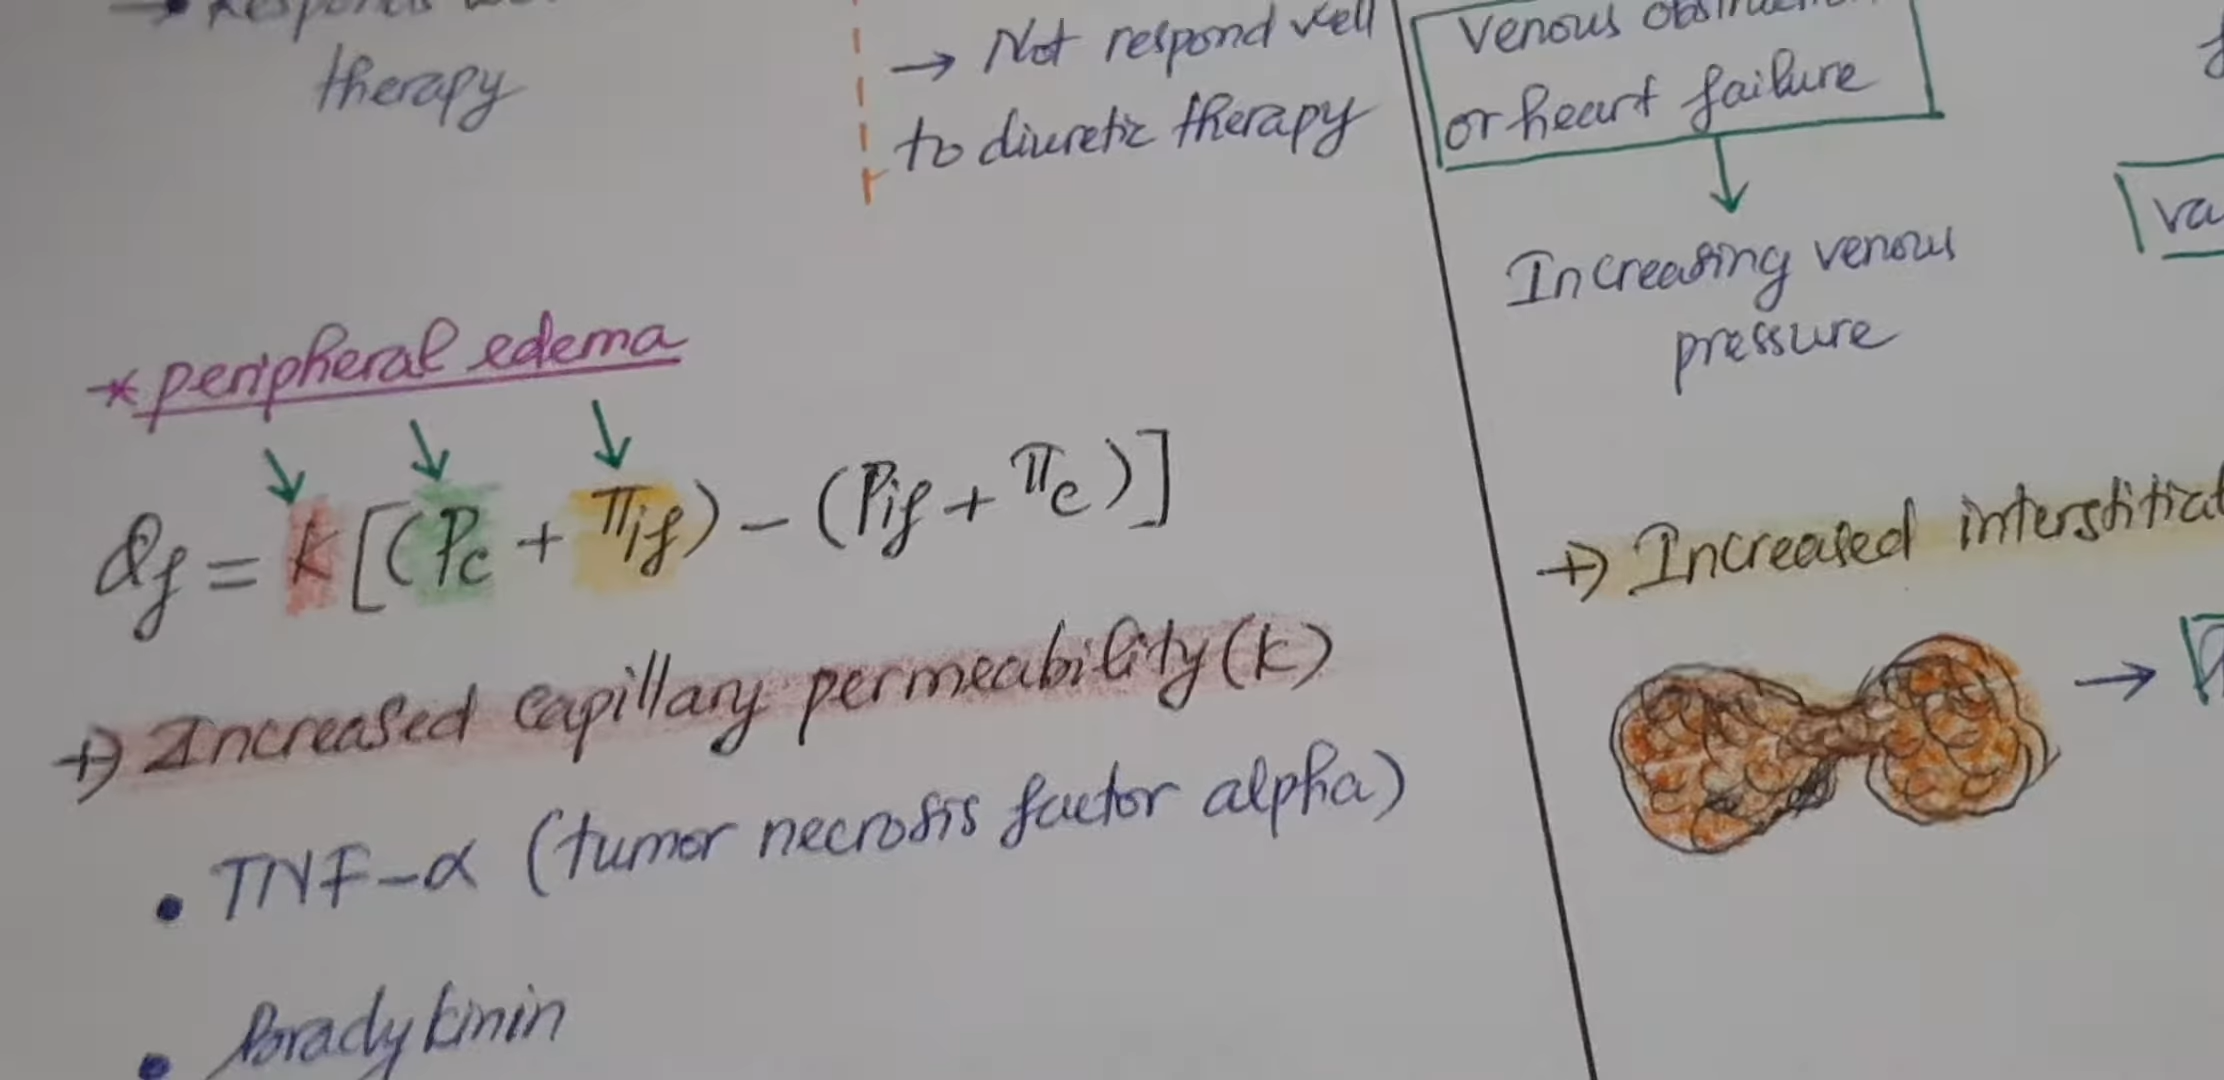 therapy
→ Not respond well
to diuretic therapy
* peripheral edema
Qf = k[(Pc + πif) - (Pif + πc)]
→ Increased capillary permeability (k)
• TNF-α (tumor necrosis factor alpha)
• Bradykinin
Venous
or heart failure
Increasing venous
pressure
→ Increased interstitial